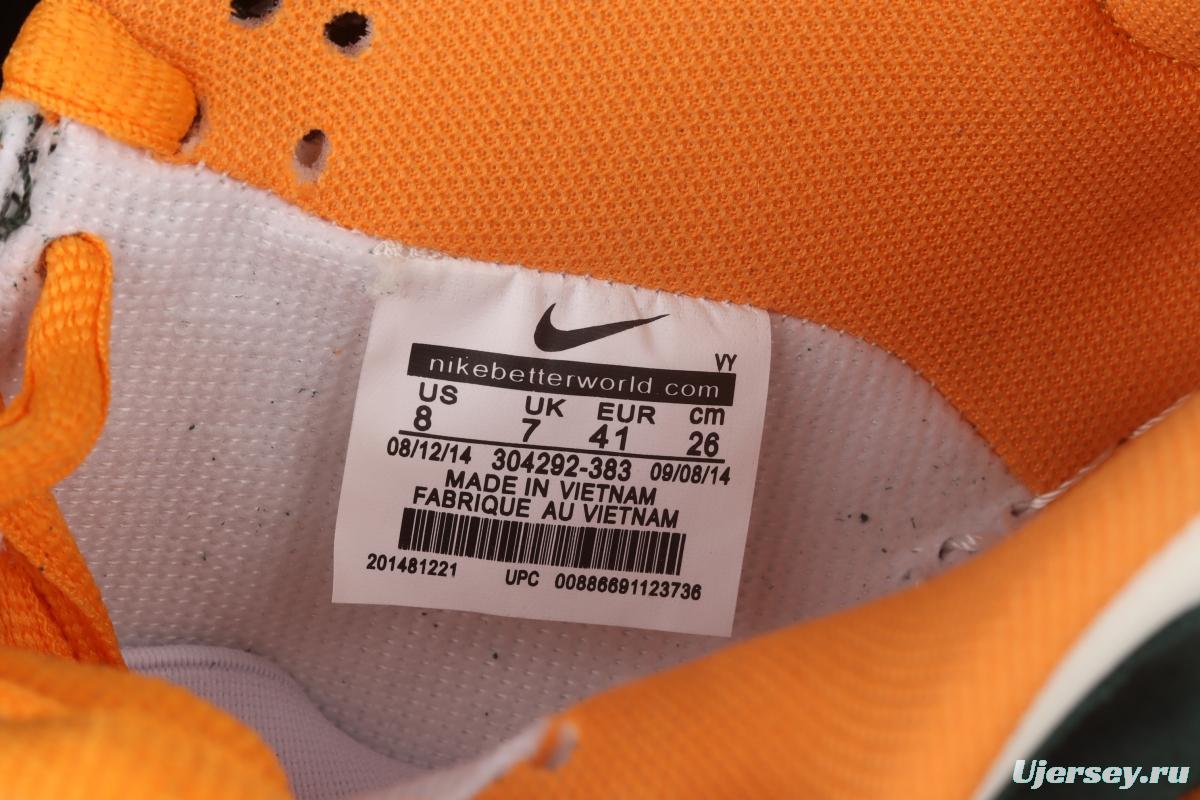 VY
nikebetterworld.com
US UK EUR cm
8 7 41 26
08/12/14 304292-383 09/08/14
MADE IN VIETNAM
FABRIQUE AU VIETNAM
201481221 UPC 00886691123736
Ujersey.ru